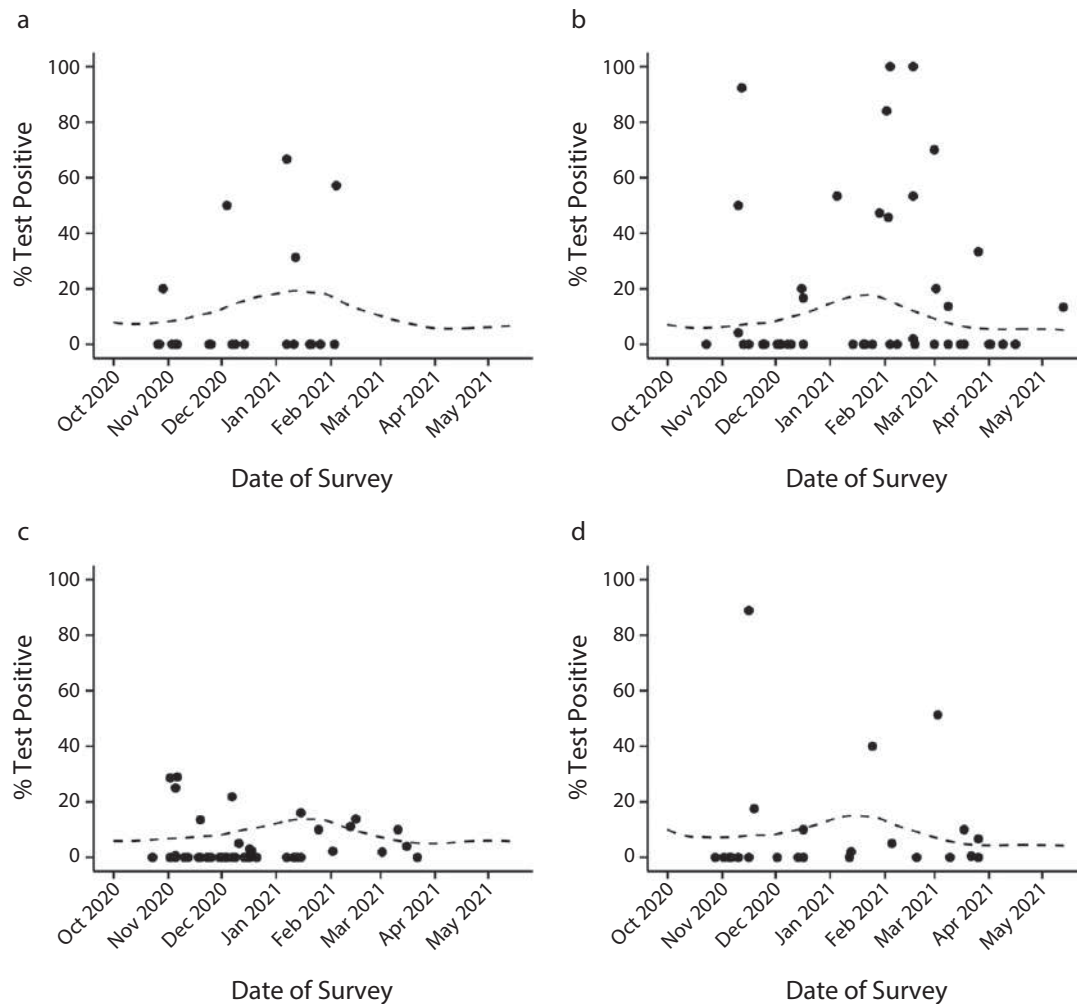 a
% Test Positive
100
80
60
40
20
0
Oct 2020
Nov 2020
Dec 2020
Jan 2021
Feb 2021
Mar 2021
Apr 2021
May 2021
Date of Survey
b
% Test Positive
100
80
60
40
20
0
Oct 2020
Nov 2020
Dec 2020
Jan 2021
Feb 2021
Mar 2021
Apr 2021
May 2021
Date of Survey
c
% Test Positive
100
80
60
40
20
0
Oct 2020
Nov 2020
Dec 2020
Jan 2021
Feb 2021
Mar 2021
Apr 2021
May 2021
Date of Survey
d
% Test Positive
100
80
60
40
20
0
Oct 2020
Nov 2020
Dec 2020
Jan 2021
Feb 2021
Mar 2021
Apr 2021
May 2021
Date of Survey